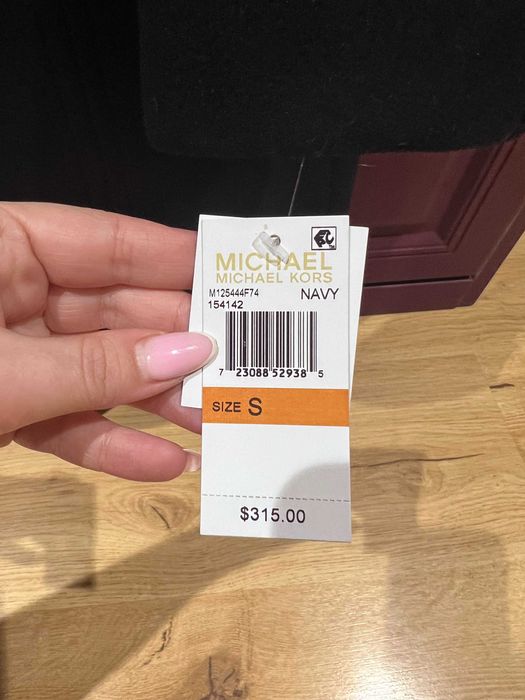 MICHAEL
MICHAEL KORS
M125444F74 NAVY
154142
7 23088 52938 5
SIZE S
$315.00